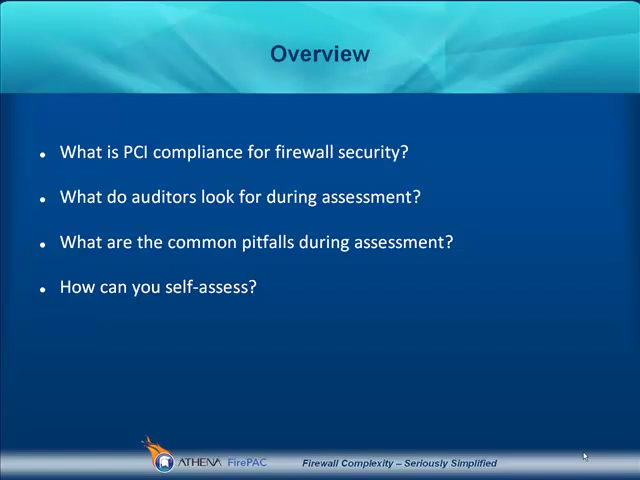 Overview
• What is PCI compliance for firewall security?
• What do auditors look for during assessment?
• What are the common pitfalls during assessment?
• How can you self-assess?
ATHENA FirePAC
Firewall Complexity – Seriously Simplified